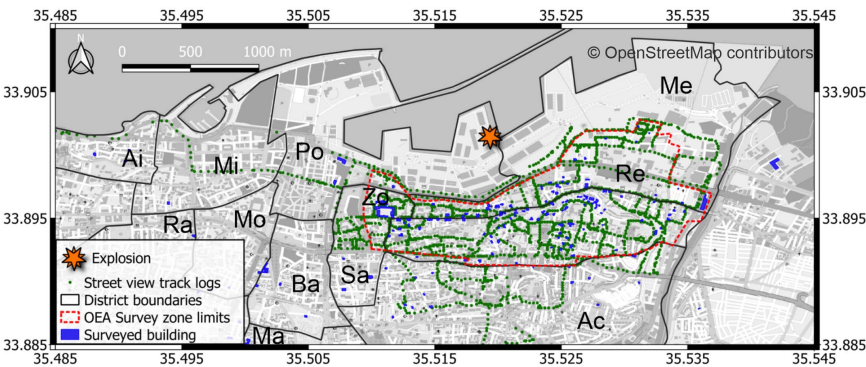 35.485 35.495 35.505 35.515 35.525 35.535 35.545
N
0 500 1000 m
© OpenStreetMap contributors
33.905 33.905
Me
Ai Mi Po
Re
Zo
33.895 33.895
Ra Mo
Explosion
Street view track logs
District boundaries
OEA Survey zone limits
Surveyed building
Ba Sa
Ac
Ma
33.885 33.885
35.485 35.495 35.505 35.515 35.525 35.535 35.545